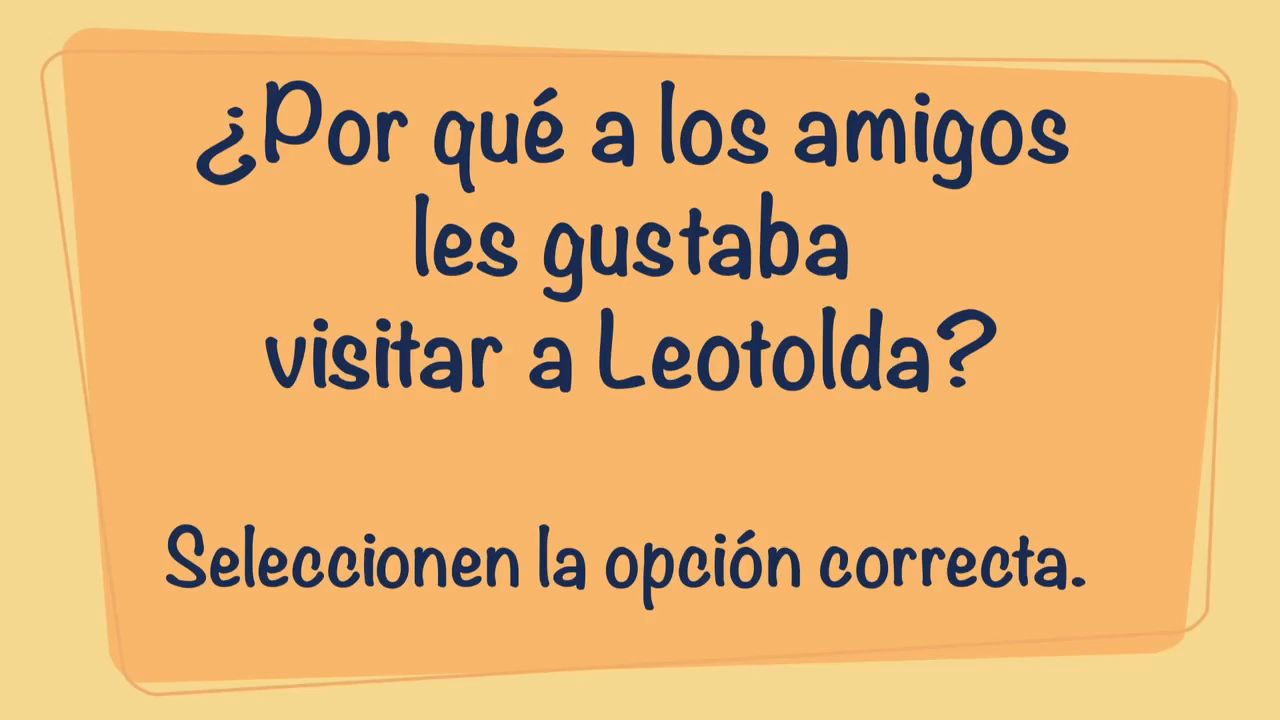 ¿Por qué a los amigos
les gustaba
visitar a Leotolda?
Seleccionen la opción correcta.